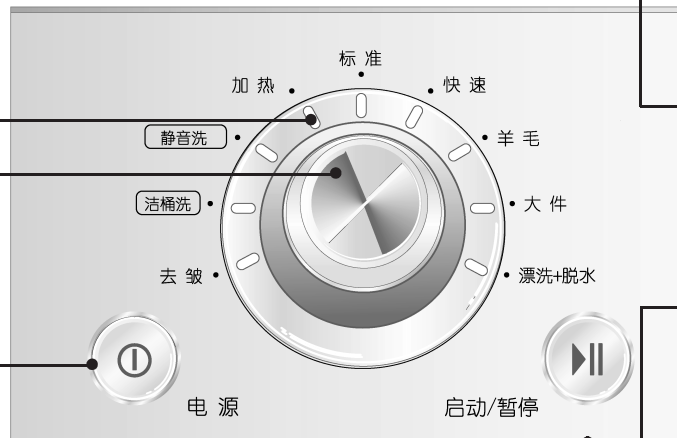 标准
加热
快速
静音洗
羊毛
洁桶洗
大件
去皱
漂洗+脱水
电源
启动/暂停